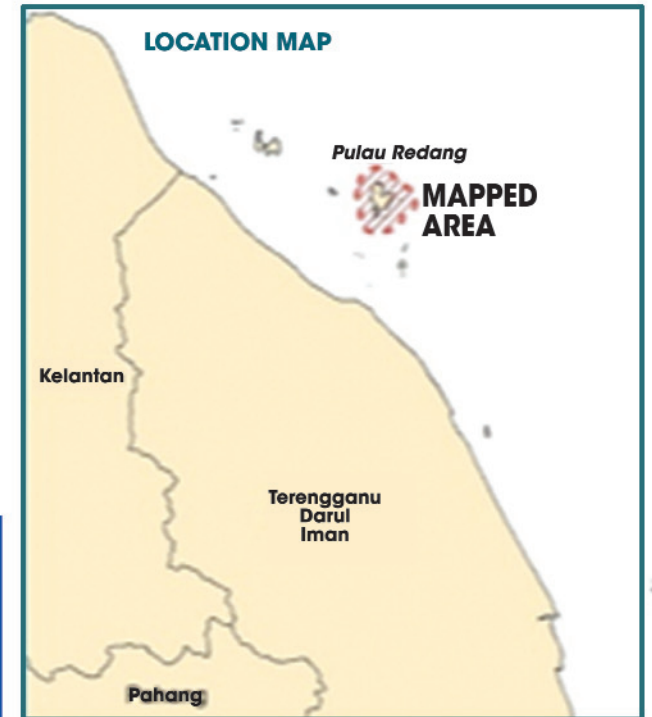 LOCATION MAP
Pulau Redang
MAPPED
AREA
Kelantan
Terengganu
Darul
Iman
Pahang